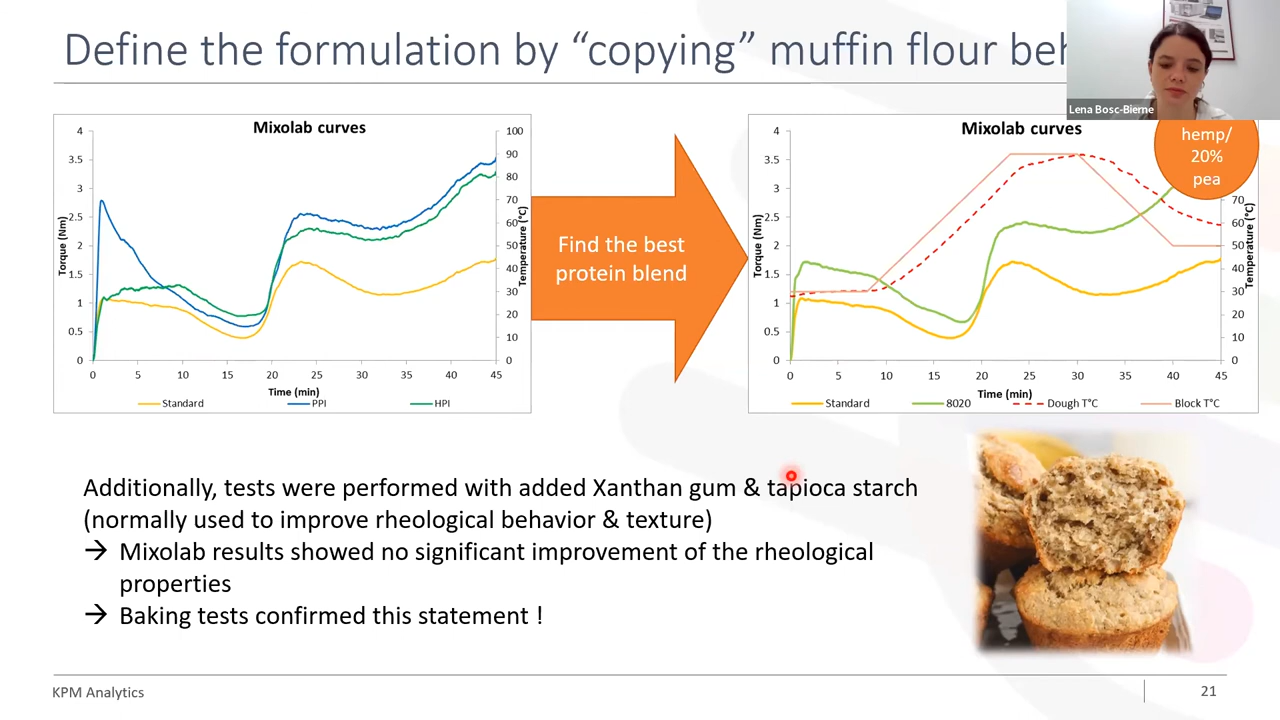 Define the formulation by “copying” muffin flour
Lena Bosc-Bierne
Mixolab curves
4
3.5
3
2.5
2
1.5
1
0.5
0
Torque (Nm)
100
90
80
70
60
50
40
30
20
10
0
Temperature (°C)
0 5 10 15 20 25 30 35 40 45
Time (min)
Standard PPI HPI
Find the best
protein blend
Mixolab curves
hemp/
20%
pea
4
3.5
3
2.5
2
1.5
1
0.5
0
Torque (Nm)
70
60
50
40
30
20
10
0
Temperature (°C)
0 5 10 15 20 25 30 35 40 45
Time (min)
Standard 8020 Dough T°C Block T°C
Additionally, tests were performed with added Xanthan gum & tapioca starch
(normally used to improve rheological behavior & texture)
→ Mixolab results showed no significant improvement of the rheological
properties
→ Baking tests confirmed this statement !
KPM Analytics
21